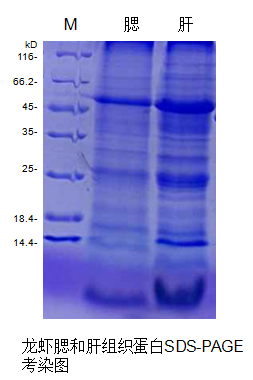 M 腮 肝
kD
116-
66.2-
45-
35-
25-
18.4-
14.4-
龙虾腮和肝组织蛋白SDS-PAGE
考染图